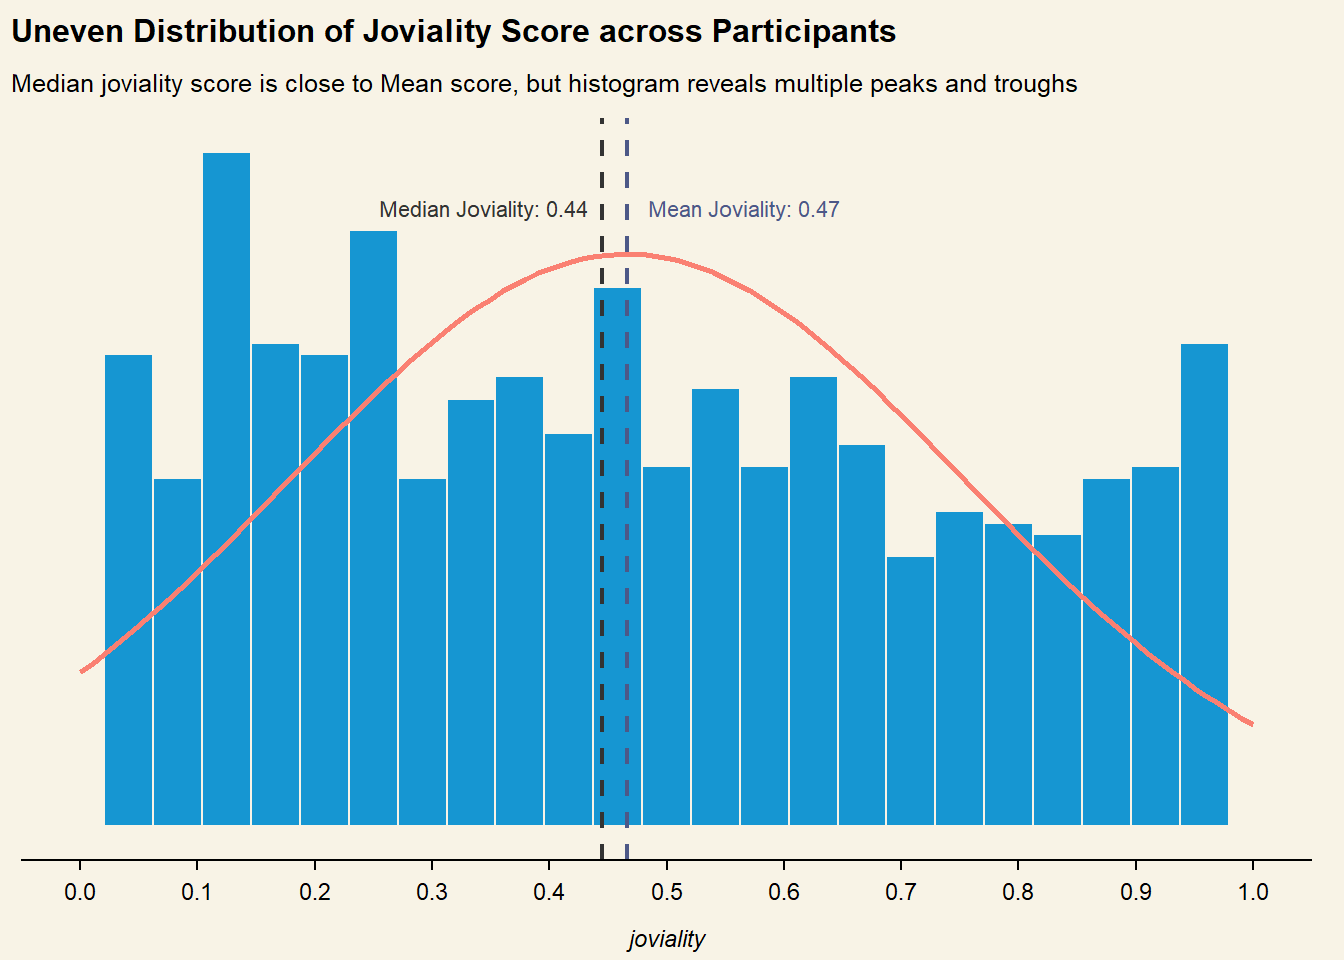 Uneven Distribution of Joviality Score across Participants
Median joviality score is close to Mean score, but histogram reveals multiple peaks and troughs
Median Joviality: 0.44
Mean Joviality: 0.47
0.0 0.1 0.2 0.3 0.4 0.5 0.6 0.7 0.8 0.9 1.0
joviality